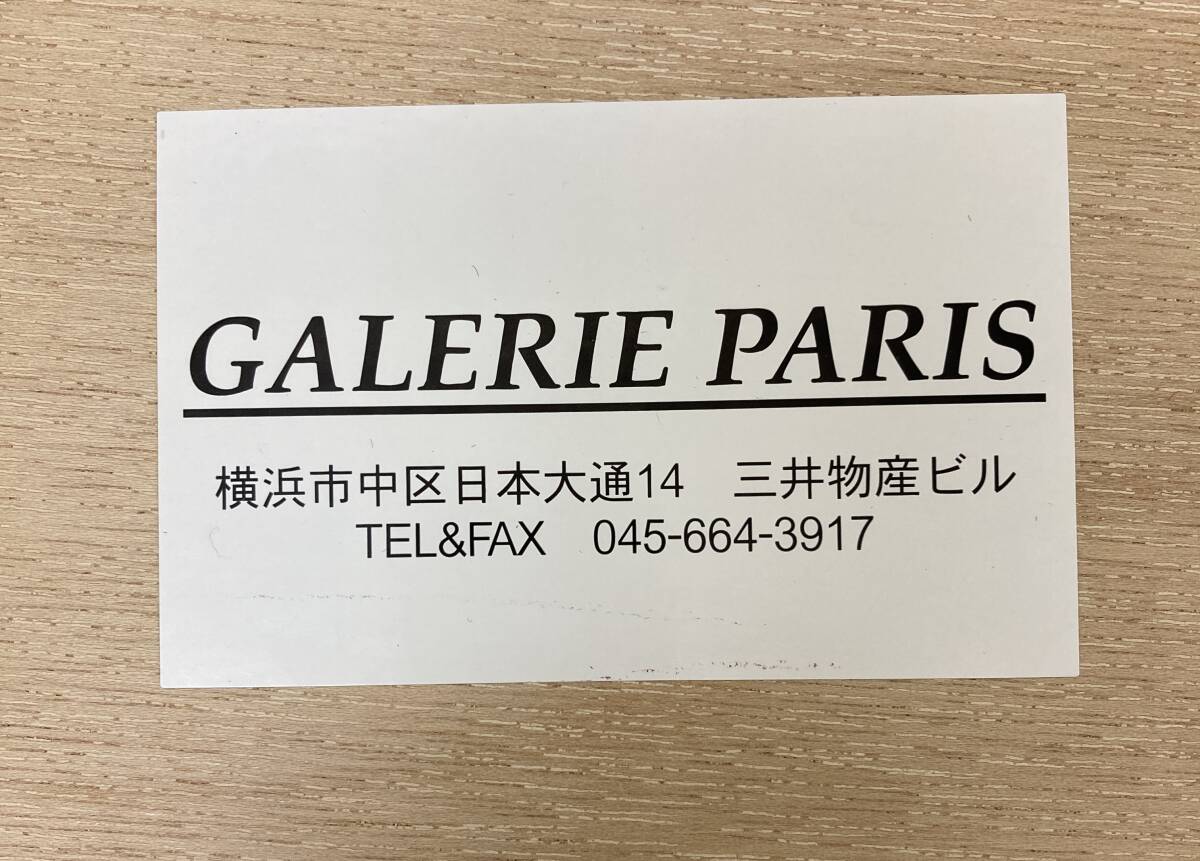 GALERIE PARIS
横浜市中区日本大通14　三井物産ビル
TEL&FAX　045-664-3917